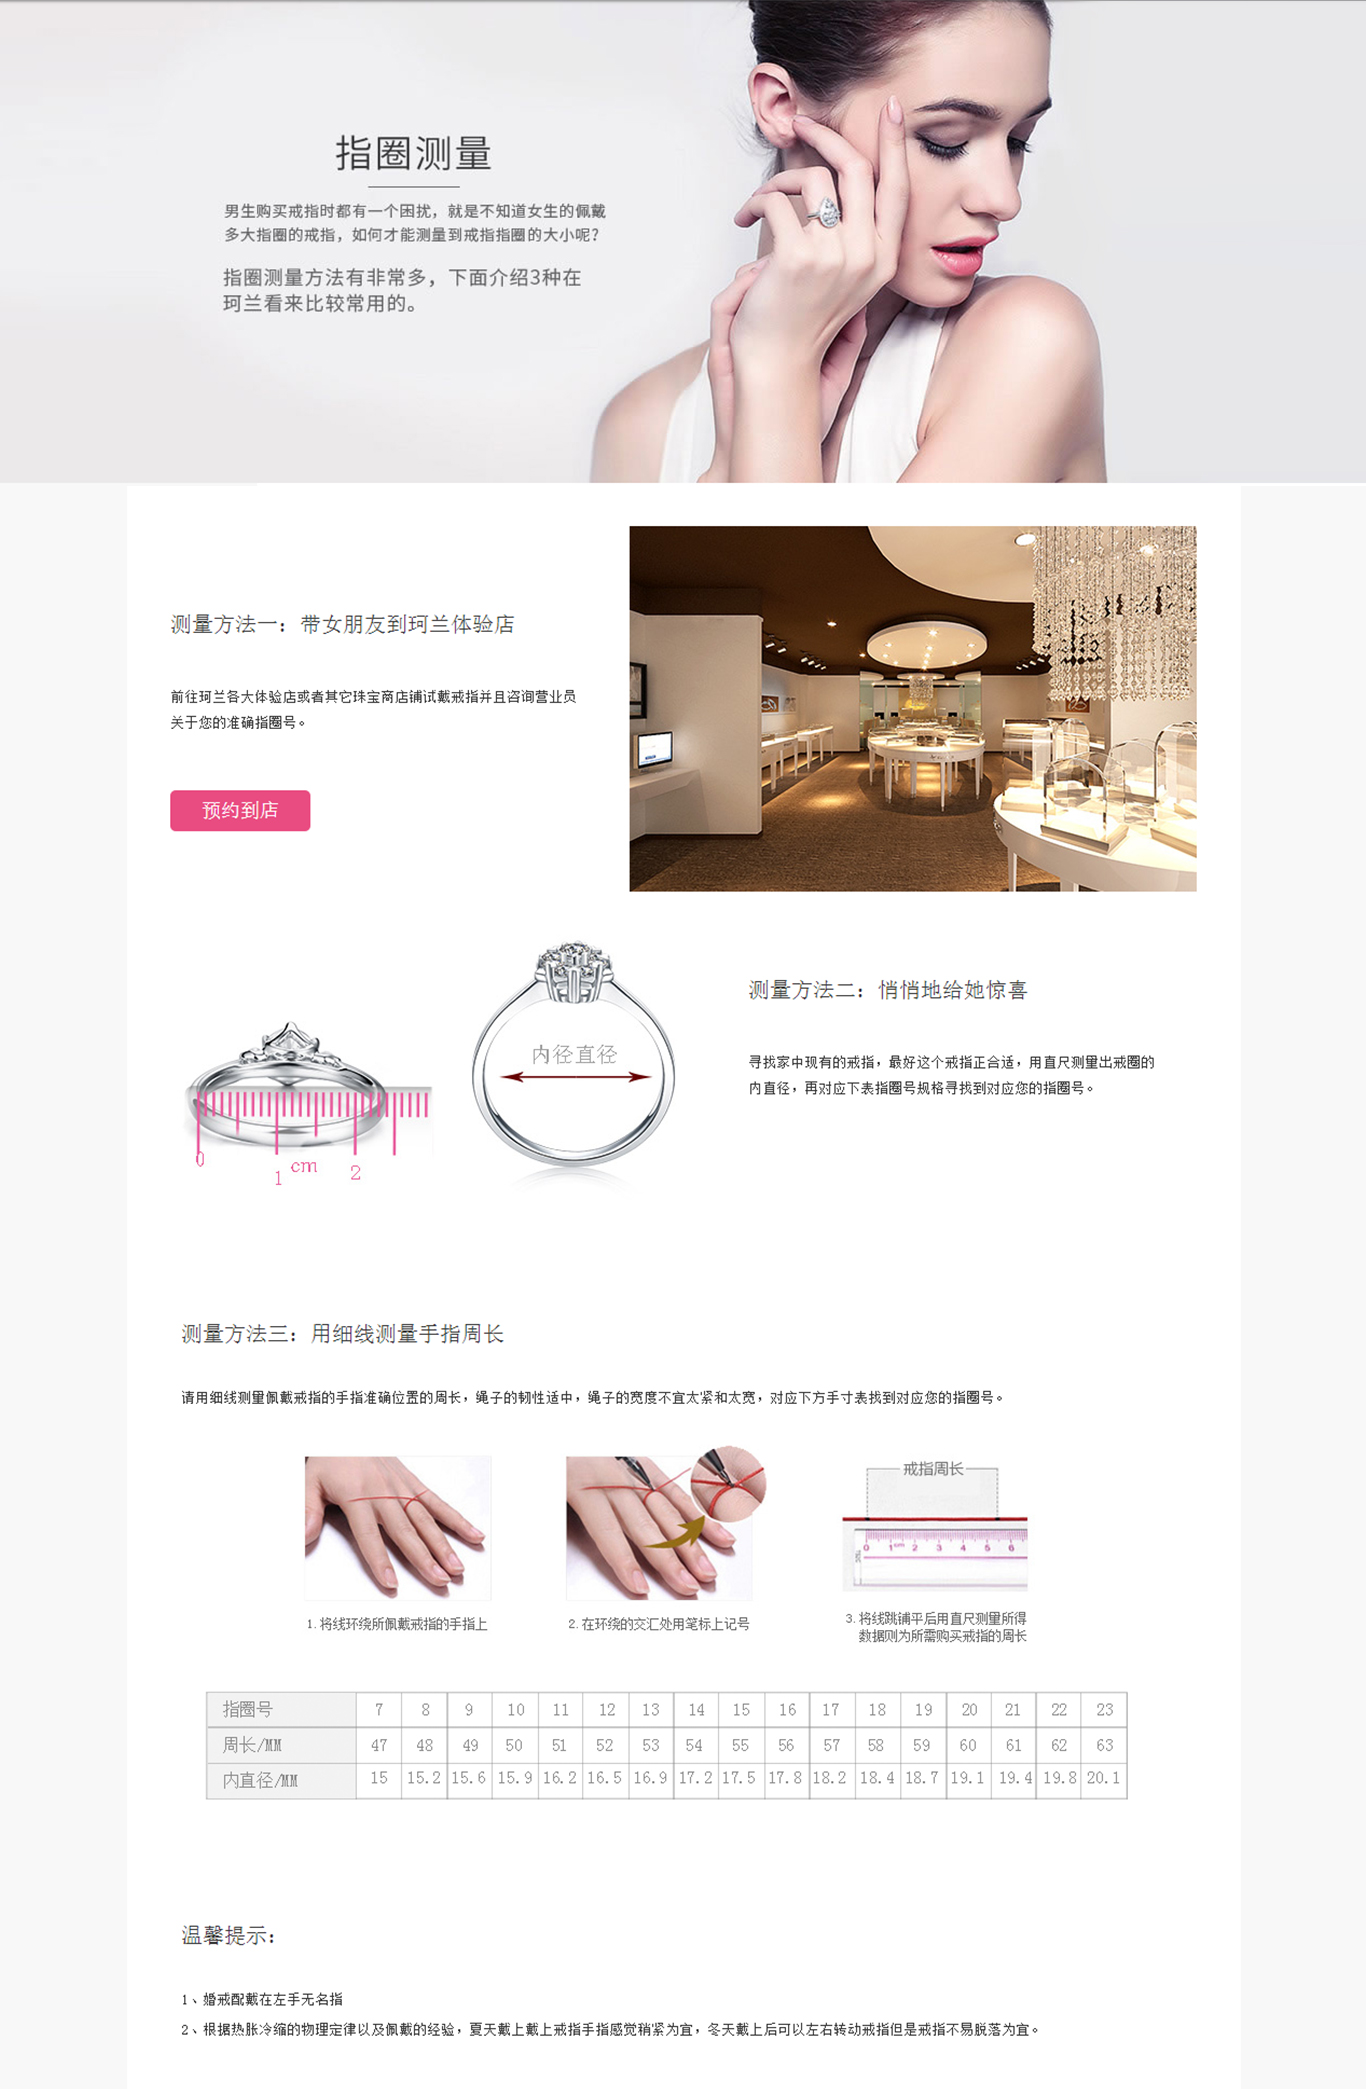 指圈测量
男生购买戒指时都有一个困扰，就是不知道女生的佩戴
多大指圈的戒指，如何才能测量到戒指指圈的大小呢？
指圈测量方法有非常多，下面介绍3种在
珂兰看来比较常用的。
测量方法一：带女朋友到珂兰体验店
前往珂兰各大体验店或者其它珠宝商店铺试戴戒指并且咨询营业员
关于您的准确指圈号。
预约到店
内径直径
0
1
cm
2
测量方法二：悄悄地给她惊喜
寻找家中现有的戒指，最好这个戒指正合适，用直尺测量出戒圈的
内直径，再对应下表指圈号规格寻找到对应您的指圈号。
测量方法三：用细线测量手指周长
请用细线测量佩戴戒指的手指准确位置的周长，绳子的韧性适中，绳子的宽度不宜太紧和太宽，对应下方手寸表找到对应您的指圈号。
戒指周长
0 1 cm 2 3 4 5 6
1.将线环绕所佩戴戒指的手指上
2.在环绕的交汇处用笔标上记号
3.将线跳铺平后用直尺测量所得
数据则为所需购买戒指的周长
指圈号 7 8 9 10 11 12 13 14 15 16 17 18 19 20 21 22 23
周长/MM 47 48 49 50 51 52 53 54 55 56 57 58 59 60 61 62 63
内直径/MM 15 15.2 15.6 15.9 16.2 16.5 16.9 17.2 17.5 17.8 18.2 18.4 18.7 19.1 19.4 19.8 20.1
温馨提示：
1、婚戒配戴在左手无名指
2、根据热胀冷缩的物理定律以及佩戴的经验，夏天戴上戴上戒指手指感觉稍紧为宜，冬天戴上后可以左右转动戒指但是戒指不易脱落为宜。